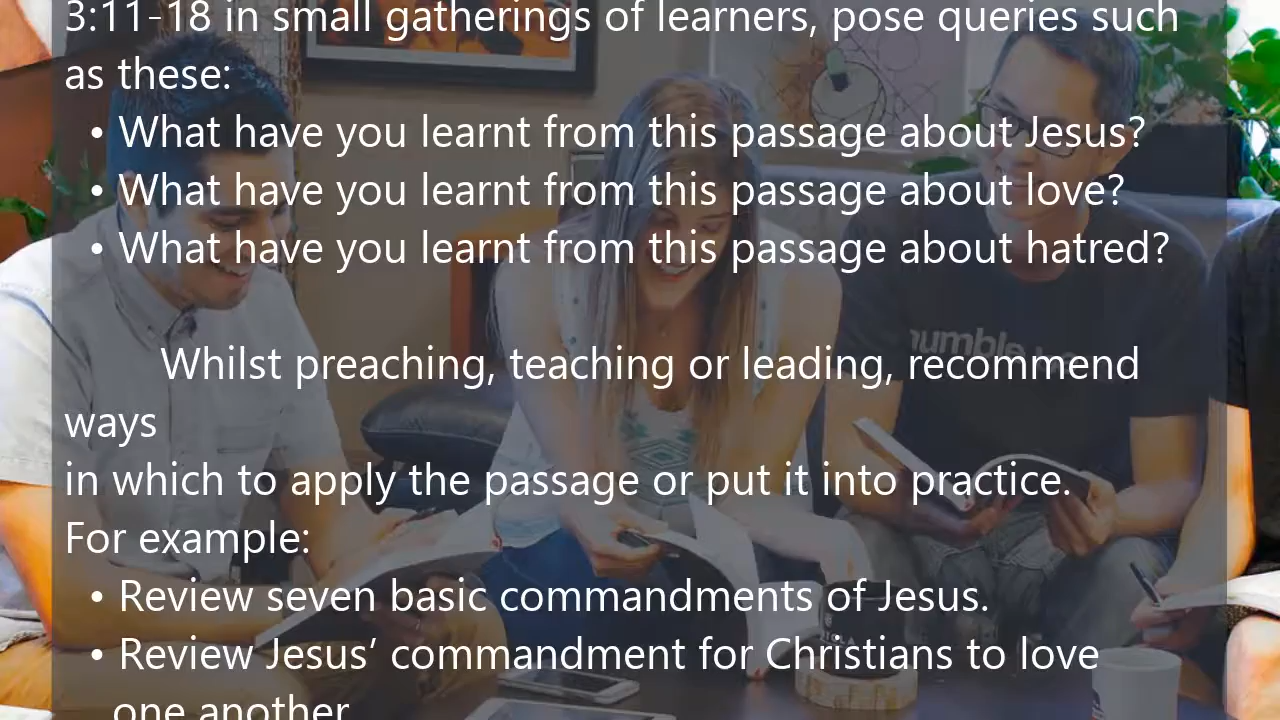 3:11-18 in small gatherings of learners, pose queries such
as these:
• What have you learnt from this passage about Jesus?
• What have you learnt from this passage about love?
• What have you learnt from this passage about hatred?
Whilst preaching, teaching or leading, recommend
ways
in which to apply the passage or put it into practice.
For example:
• Review seven basic commandments of Jesus.
• Review Jesus’ commandment for Christians to love
one another